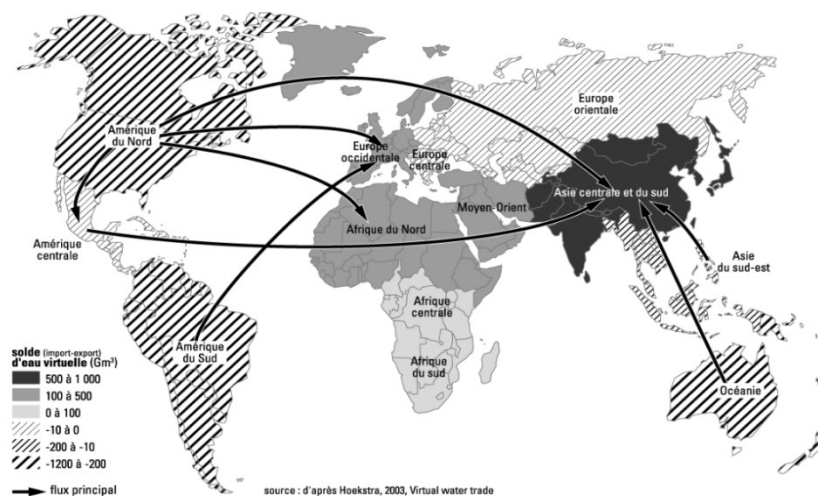 Amérique
du Nord
Europe
occidentale
Europe
centrale
Europe
orientale
Asie centrale et du sud
Moyen-Orient
Afrique du Nord
Amérique
centrale
Asie
du sud-est
Afrique
centrale
Amérique
du Sud
Afrique
du sud
Océanie
solde (import-export)
d'eau virtuelle (Gm³)
500 à 1 000
100 à 500
0 à 100
-10 à 0
-200 à -10
-1200 à -200
flux principal
source : d'après Hoekstra, 2003, Virtual water trade